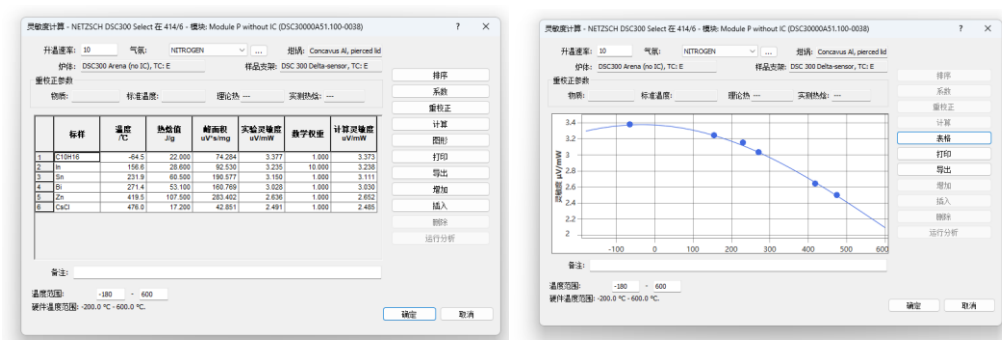 灵敏度计算 - NETZSCH DSC300 Select 在 414/6 - 模块: Module P without IC (DSC30000A51.100-0038)
升温速率: 10 气氛: NITROGEN ... 坩埚: Concavus Al, pierced lid
炉体: DSC300 Arena (no IC), TC: E 样品支架: DSC 300 Delta-sensor, TC: E
重校正参数
物质: 标准温度: 理论热 --- 实测热焓: ---
标样 温度 /℃ 热焓值 J/g 峰面积 uV*s/mg 实验灵敏度 uV/mW 数学权重 计算灵敏度 uV/mW
1 C10H16 -64.5 22.000 74.284 3.377 1.000 3.373
2 In 156.6 28.600 92.530 3.235 10.000 3.238
3 Sn 231.9 60.500 190.577 3.150 1.000 3.111
4 Bi 271.4 53.100 160.769 3.028 1.000 3.030
5 Zn 419.5 107.500 283.402 2.636 1.000 2.652
6 CsCl 476.0 17.200 42.851 2.491 1.000 2.485
排序
系数
重校正
计算
图形
打印
导出
增加
插入
删除
运行分析
备注:
温度范围: -180 - 600
硬件温度范围: -200.0 °C - 600.0 °C.
确定 取消
灵敏度计算 - NETZSCH DSC300 Select 在 414/6 - 模块: Module P without IC (DSC30000A51.100-0038)
升温速率: 10 气氛: NITROGEN ... 坩埚: Concavus Al, pierced lid
炉体: DSC300 Arena (no IC), TC: E 样品支架: DSC 300 Delta-sensor, TC: E
重校正参数
物质: 标准温度: 理论热 --- 实测热焓: ---
灵敏度 µV/mW
3.4
3.2
3
2.8
2.6
2.4
2.2
2
-100 0 100 200 300 400 500 600
排序
系数
重校正
计算
表格
打印
导出
增加
插入
删除
运行分析
备注:
温度范围: -180 - 600
硬件温度范围: -200.0 °C - 600.0 °C.
确定 取消